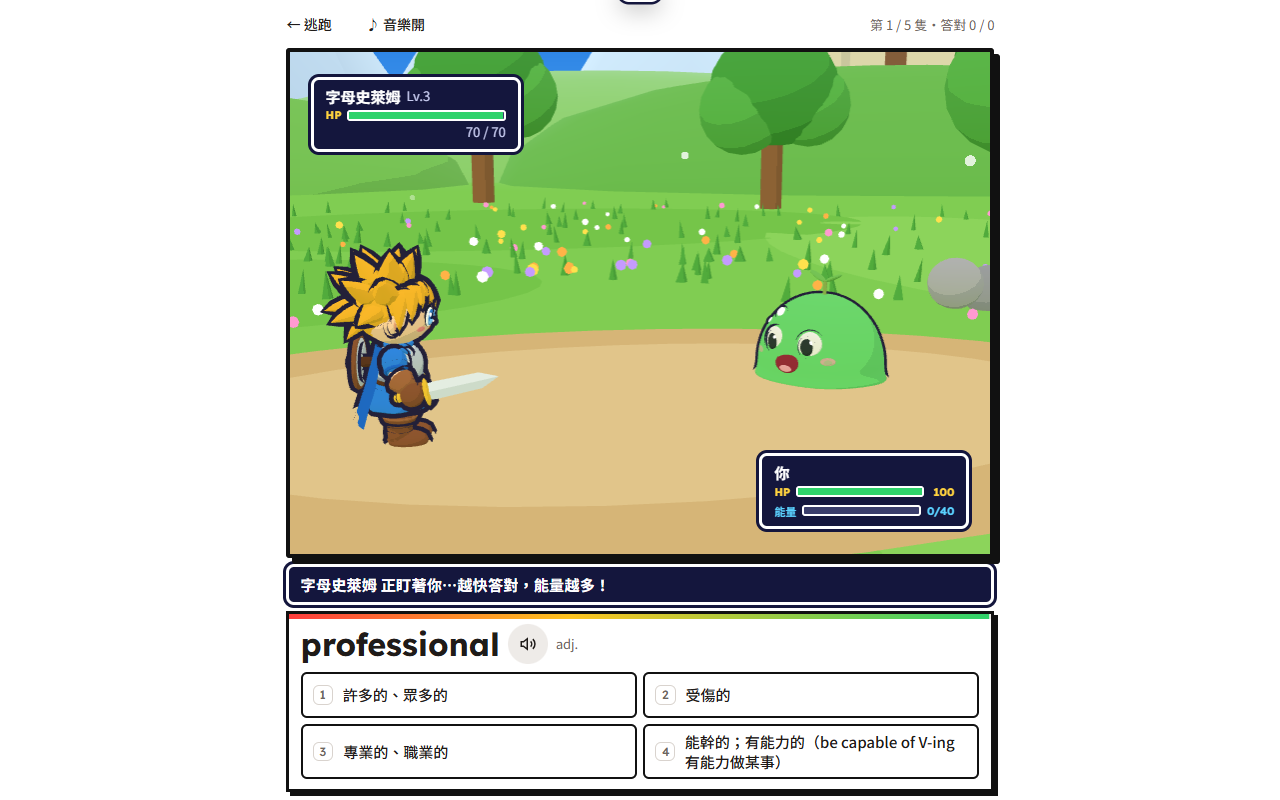 ← 逃跑
♪ 音樂開
第 1 / 5 隻・答對 0 / 0
字母史萊姆 Lv.3
HP
70 / 70
你
HP 100
能量 0/40
字母史萊姆 正盯著你…越快答對，能量越多！
professional adj.
1 許多的、眾多的
2 受傷的
3 專業的、職業的
4 能幹的；有能力的（be capable of V-ing
有能力做某事）